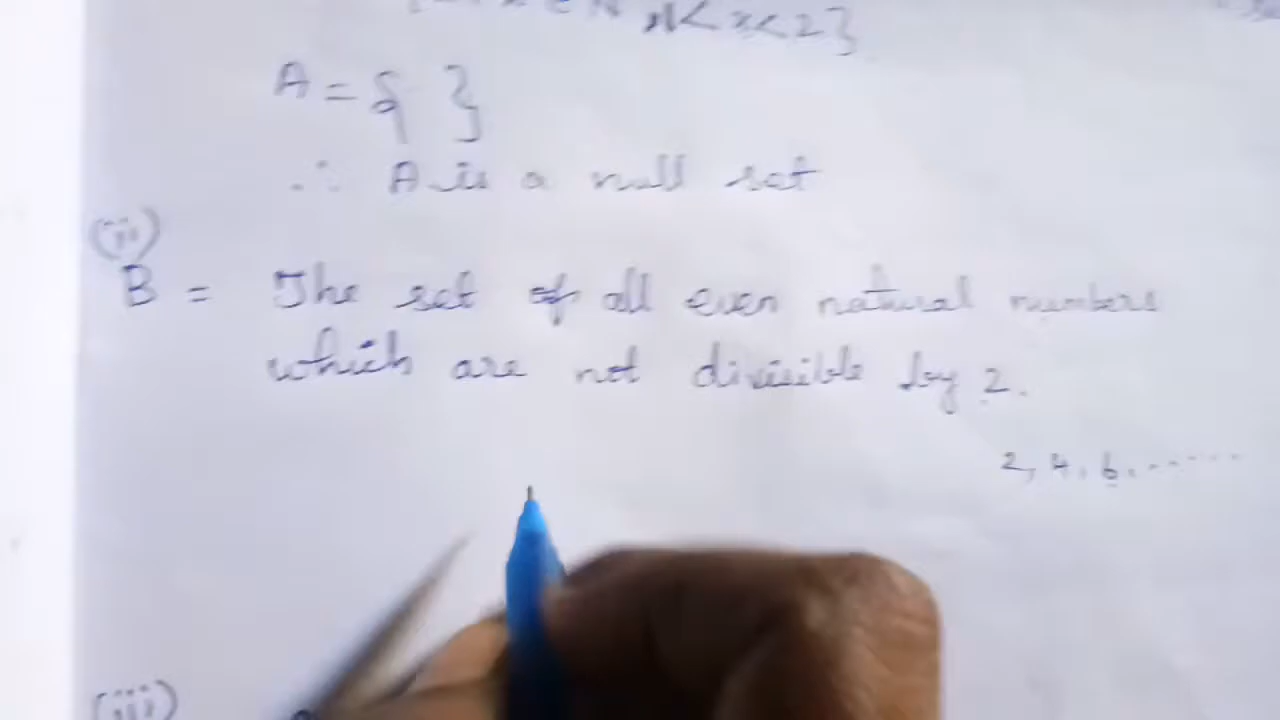 x<2}
A = { }
∴ A is a null set
(ii)
B = The set of all even natural numbers
which are not divisible by 2.
2, 4, 6, ......
(iii)